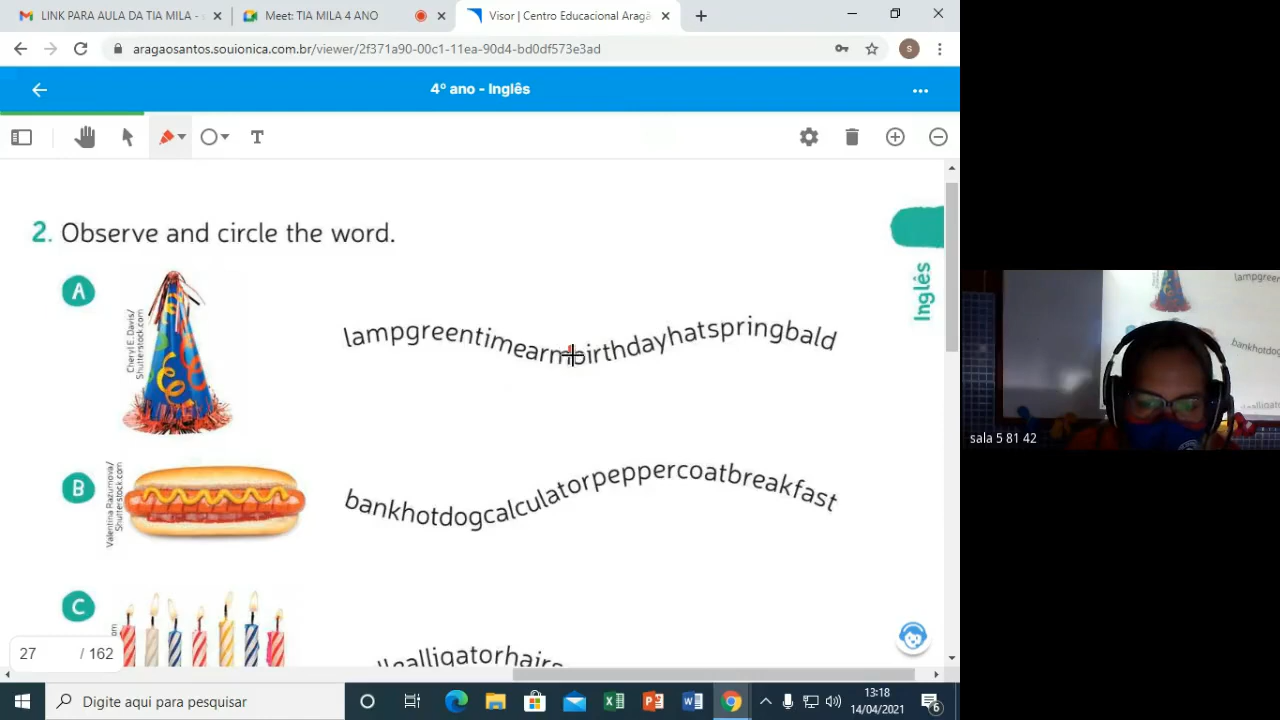 LINK PARA AULA DA TIA MILA -
Meet: TIA MILA 4 ANO
Visor | Centro Educacional Aragã
aragaosantos.souionica.com.br/viewer/2f371a90-00c1-11ea-90d4-bd0df573e3ad
S
4º ano - Inglês
T
2. Observe and circle the word.
Inglês
A
Cheryl E. Davis/
Shutterstock.com
lampgreentimearmbirthdayhatspringbald
B
Valentina Razumova/
Shutterstock.com
bankhotdogcalculatorpeppercoatbreakfast
C
27 / 162
sala 5 81 42
lampgreen
bankhotdog
Digite aqui para pesquisar
13:18
14/04/2021
6